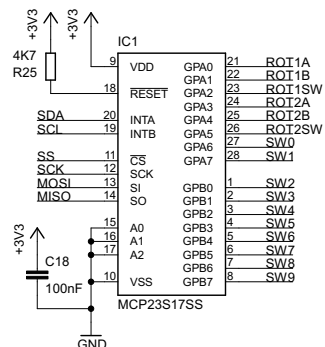 +3V3
+3V3
IC1
4K7
R25
9 VDD GPA0 21 ROT1A
GPA1 22 ROT1B
18 RESET GPA2 23 ROT1SW
GPA3 24 ROT2A
SDA 20 INTA GPA4 25 ROT2B
SCL 19 INTB GPA5 26 ROT2SW
GPA6 27 SW0
SS 11 CS GPA7 28 SW1
SCK 12 SCK
MOSI 13 SI GPB0 1 SW2
MISO 14 SO GPB1 2 SW3
GPB2 3 SW4
15 A0 GPB3 4 SW5
16 A1 GPB4 5 SW6
17 A2 GPB5 6 SW7
GPB6 7 SW8
10 VSS GPB7 8 SW9
+3V3
C18
100nF
MCP23S17SS
GND